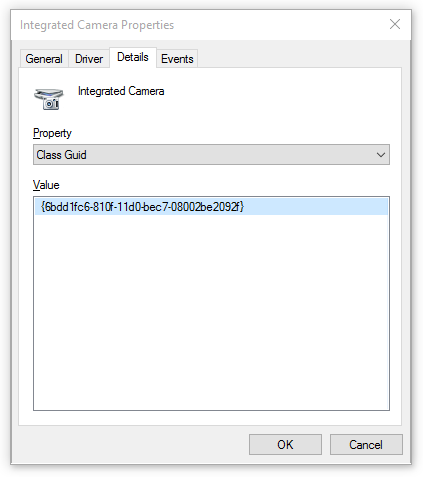 Integrated Camera Properties
General Driver Details Events
Integrated Camera
Property
Class Guid
Value
{6bdd1fc6-810f-11d0-bec7-08002be2092f}
OK Cancel